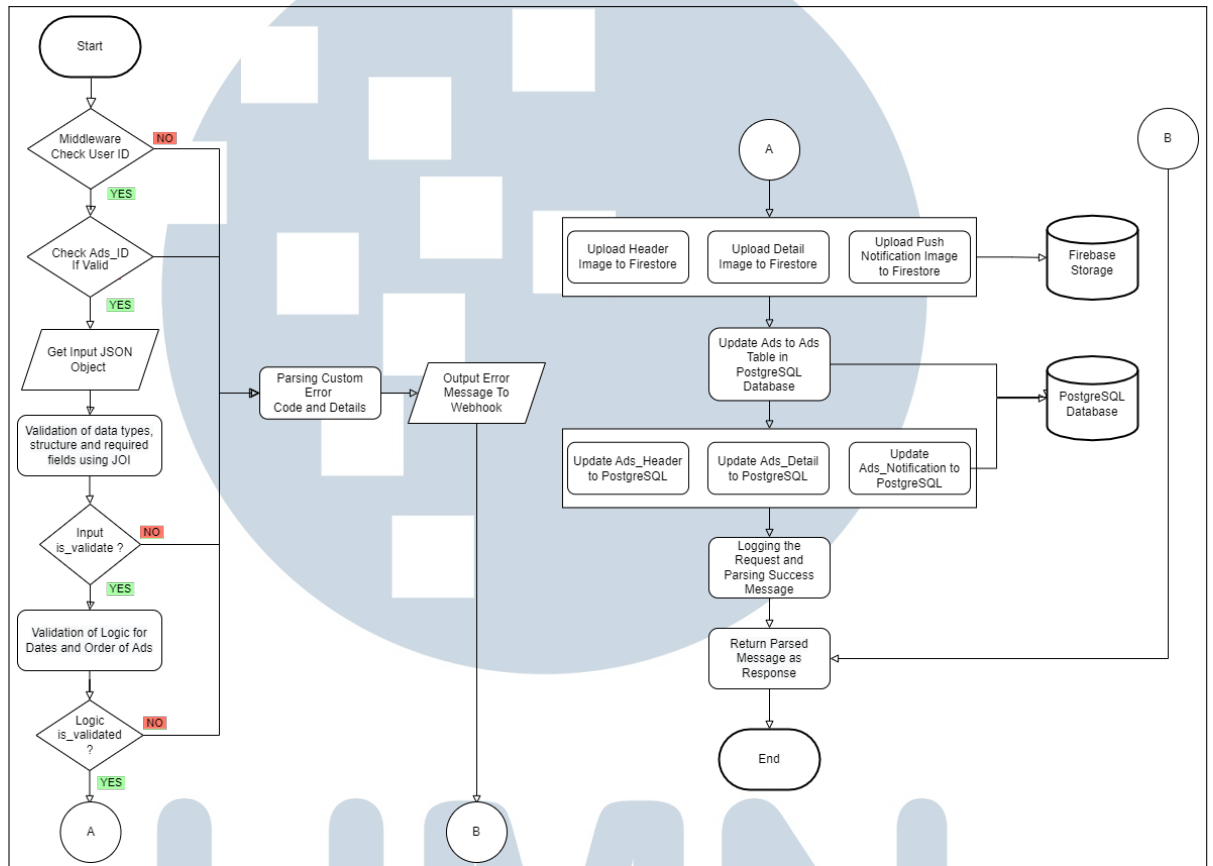 Start
Middleware
Check User ID
NO
YES
Check Ads_ID
If Valid
YES
Get Input JSON
Object
Validation of data types,
structure and required
fields using JOI
Input
is_validate ?
NO
YES
Validation of Logic for
Dates and Order of Ads
Logic
is_validated
?
NO
YES
A
Parsing Custom
Error
Code and Details
Output Error
Message To
Webhook
B
A
Upload Header
Image to Firestore
Upload Detail
Image to Firestore
Upload Push
Notification Image
to Firestore
Firebase
Storage
Update Ads to Ads
Table in
PostgreSQL
Database
PostgreSQL
Database
Update Ads_Header
to PostgreSQL
Update Ads_Detail
to PostgreSQL
Update
Ads_Notification to
PostgreSQL
Logging the
Request and
Parsing Success
Message
Return Parsed
Message as
Response
End
B
UMN